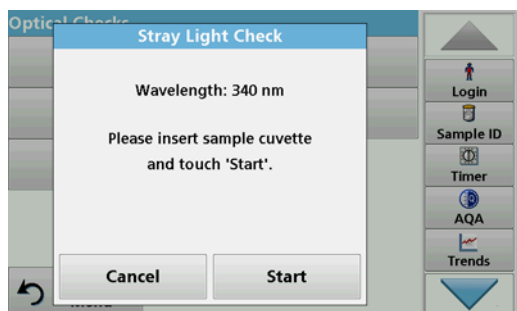 Optic
Stray Light Check
Wavelength: 340 nm
Please insert sample cuvette
and touch 'Start'.
Cancel
Start
Login
Sample ID
Timer
AQA
Trends